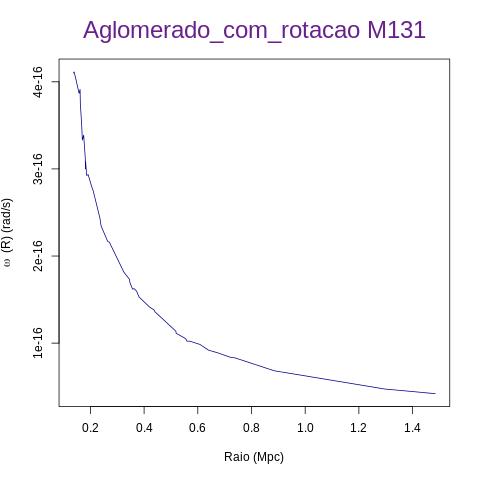 Aglomerado_com_rotacao M131
4e-16
3e-16
2e-16
1e-16
ω (R) (rad/s)
0.2 0.4 0.6 0.8 1.0 1.2 1.4
Raio (Mpc)